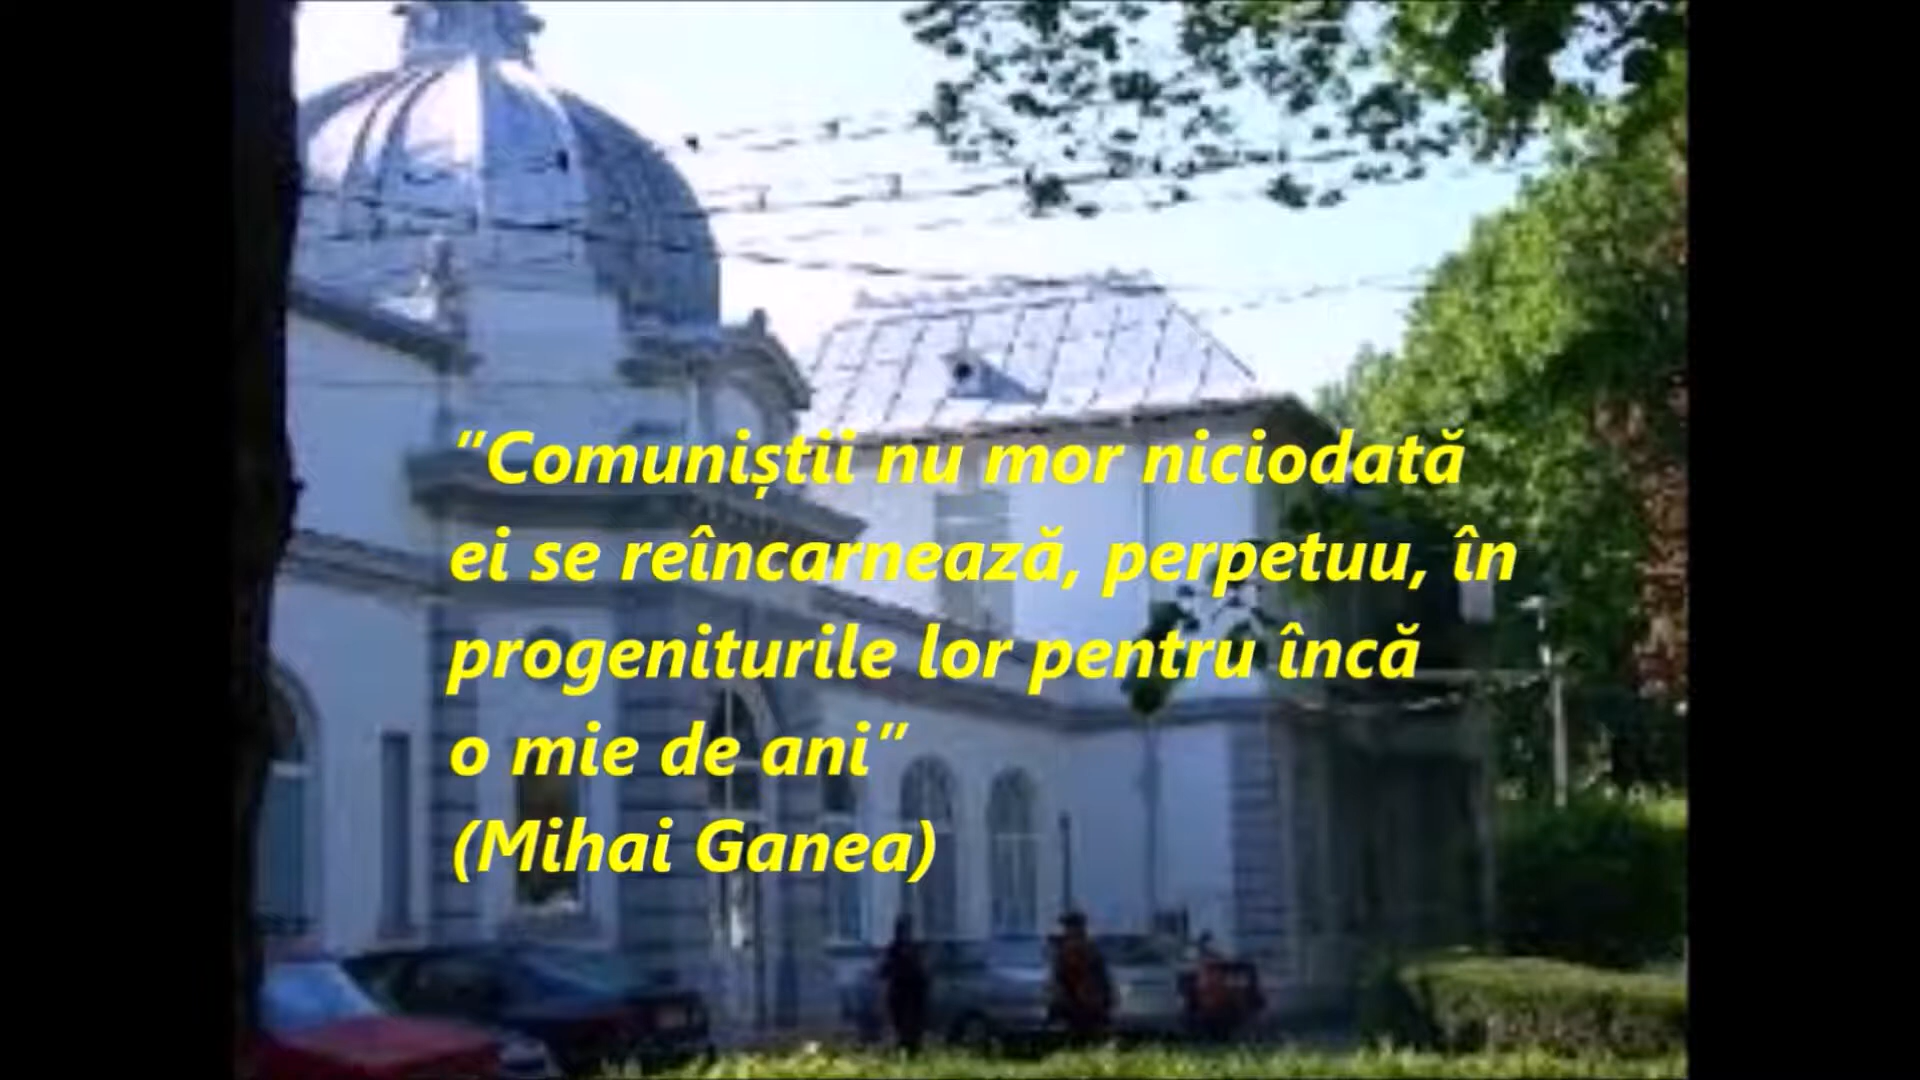 "Comuniștii nu mor niciodată
ei se reîncarnează, perpetuu, în
progeniturile lor pentru încă
o mie de ani"
(Mihai Ganea)